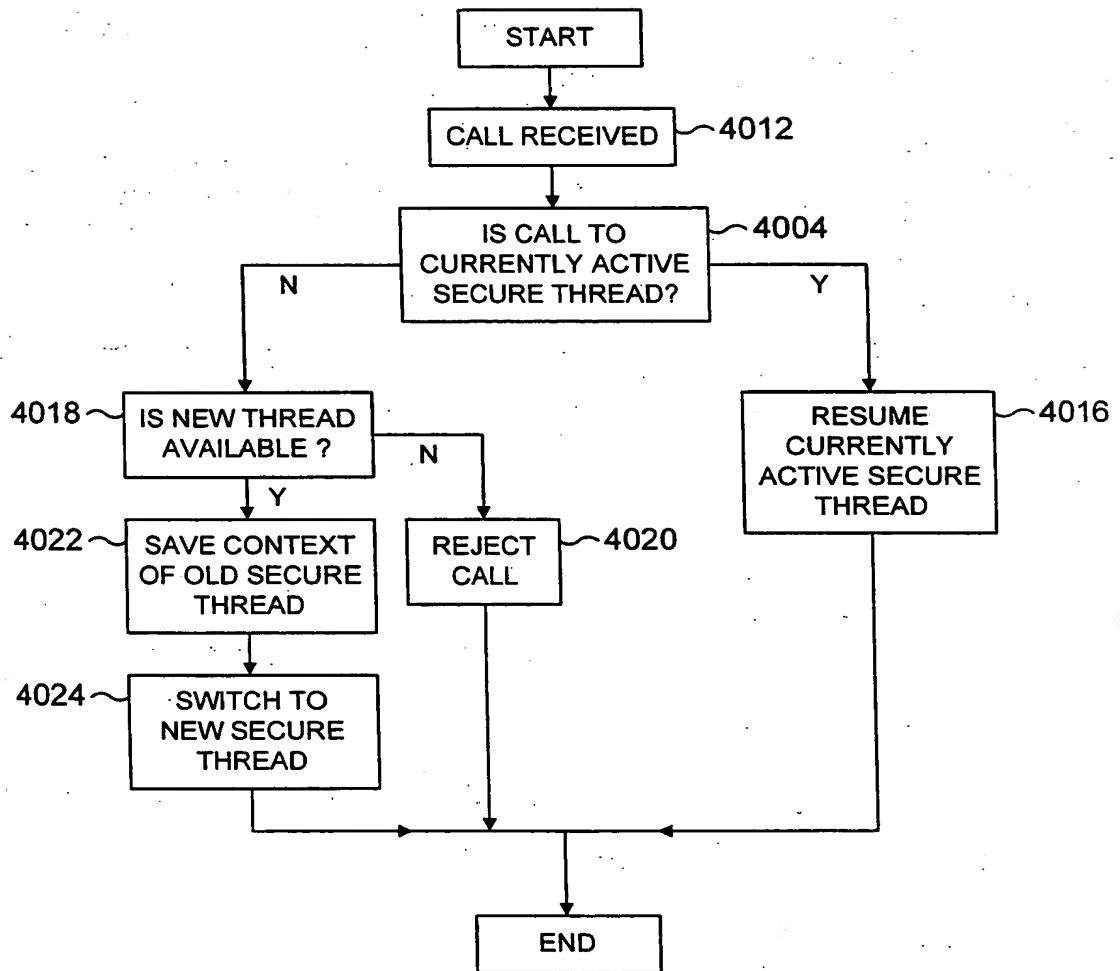 START
CALL RECEIVED
4012
IS CALL TO
CURRENTLY ACTIVE
SECURE THREAD?
4004
N
Y
4018
IS NEW THREAD
AVAILABLE ?
N
Y
RESUME
CURRENTLY
ACTIVE SECURE
THREAD
4016
4022
SAVE CONTEXT
OF OLD SECURE
THREAD
REJECT
CALL
4020
4024
SWITCH TO
NEW SECURE
THREAD
END